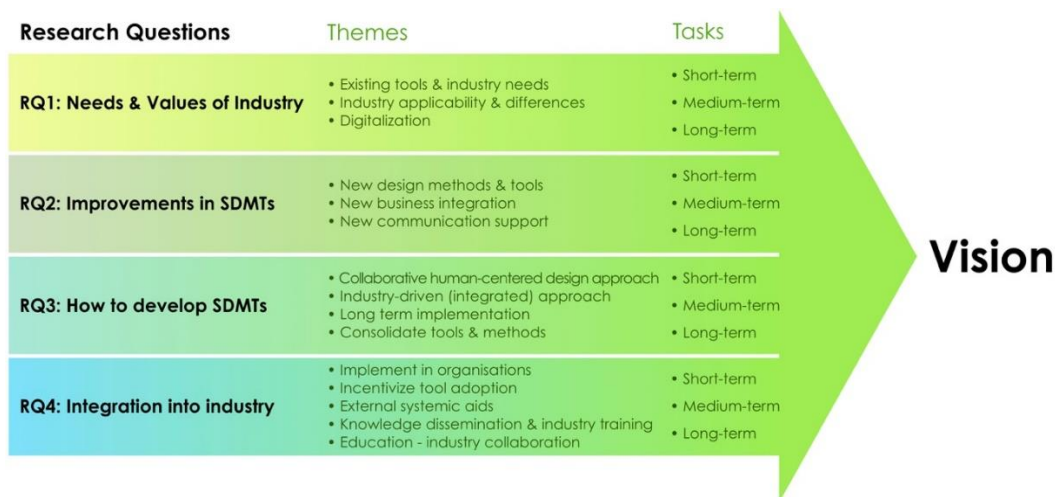 Research Questions
Themes
Tasks
RQ1: Needs & Values of Industry
• Existing tools & industry needs
• Industry applicability & differences
• Digitalization
• Short-term
• Medium-term
• Long-term
RQ2: Improvements in SDMTs
• New design methods & tools
• New business integration
• New communication support
• Short-term
• Medium-term
• Long-term
RQ3: How to develop SDMTs
• Collaborative human-centered design approach
• Industry-driven (integrated) approach
• Long term implementation
• Consolidate tools & methods
• Short-term
• Medium-term
• Long-term
RQ4: Integration into industry
• Implement in organisations
• Incentivize tool adoption
• External systemic aids
• Knowledge dissemination & industry training
• Education - industry collaboration
• Short-term
• Medium-term
• Long-term
Vision